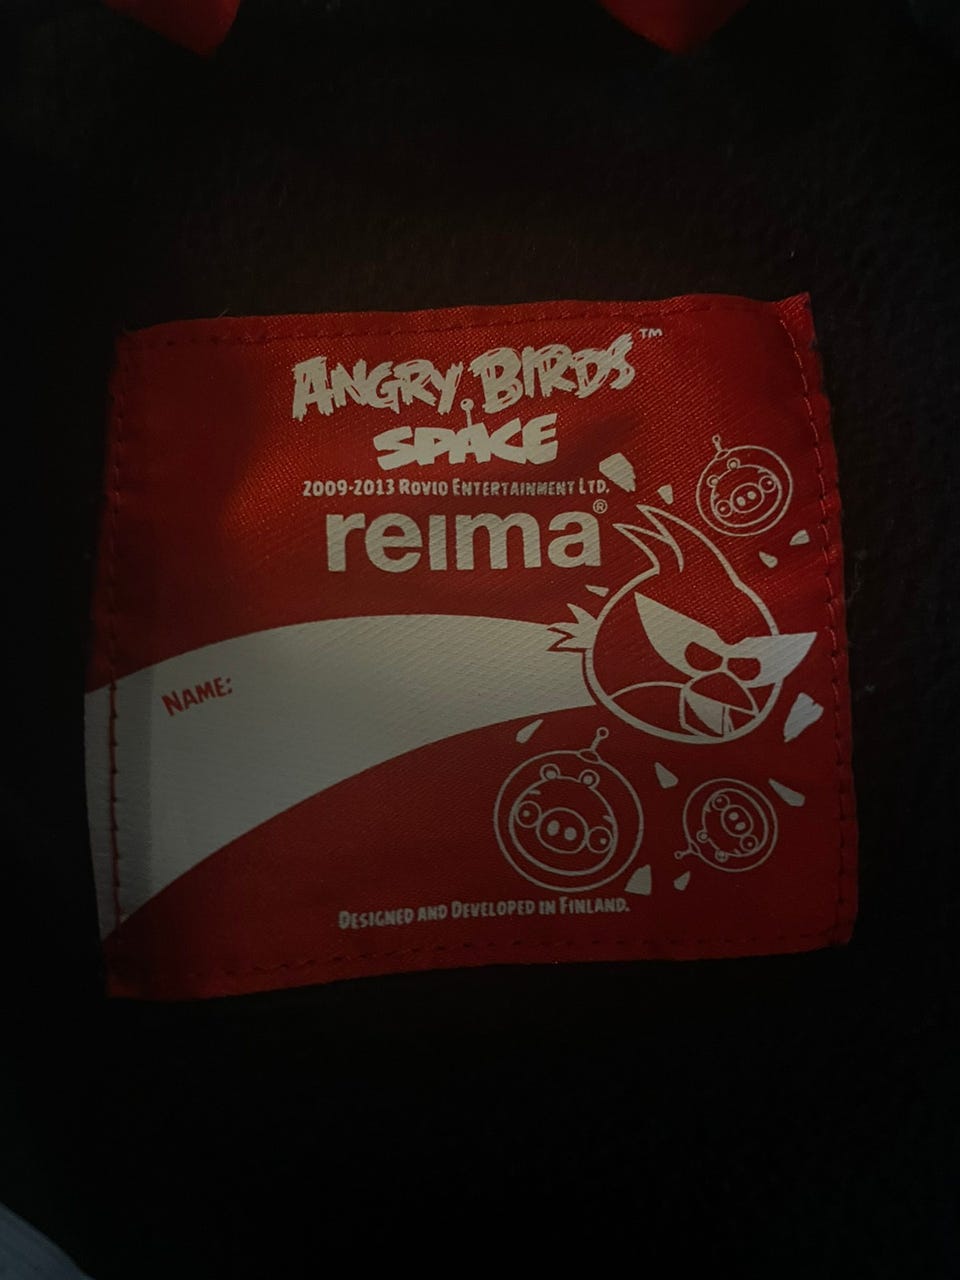 ANGRY BIRDS™
SPACE
2009-2013 ROVIO ENTERTAINMENT LTD.
reima®
NAME:
DESIGNED AND DEVELOPED IN FINLAND.